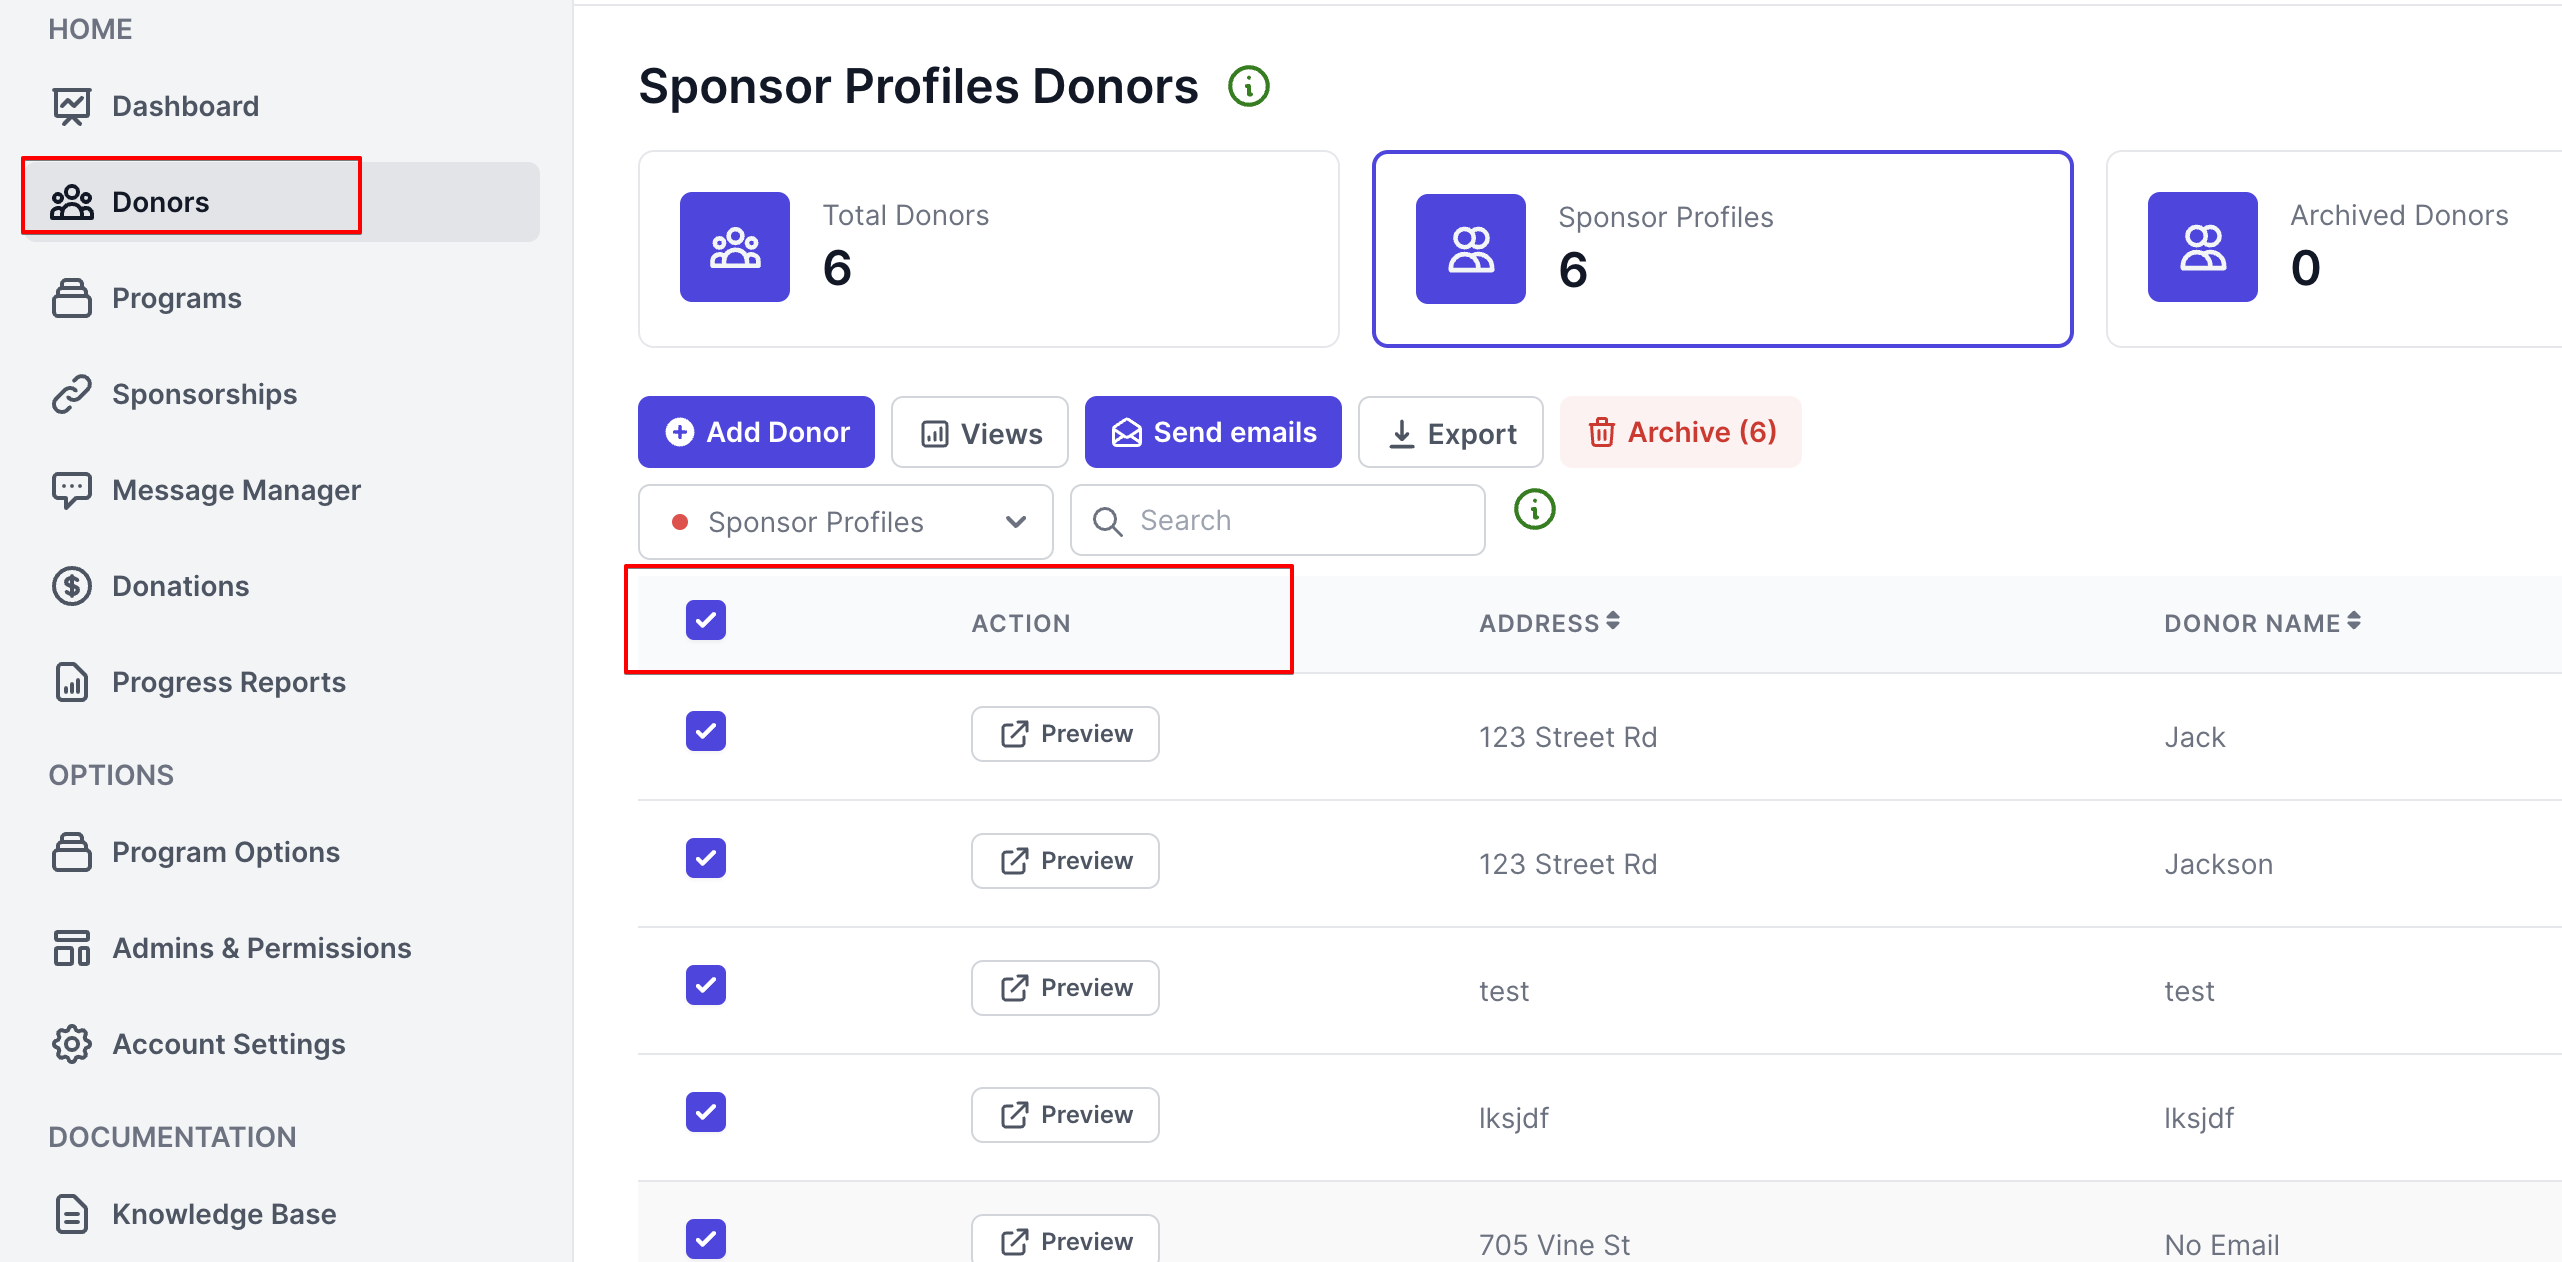 HOME
Dashboard
Donors
Programs
Sponsorships
Message Manager
Donations
Progress Reports
OPTIONS
Program Options
Admins & Permissions
Account Settings
DOCUMENTATION
Knowledge Base
Sponsor Profiles Donors
Total Donors
6
Sponsor Profiles
6
Archived Donors
0
Add Donor
Views
Send emails
Export
Archive (6)
Sponsor Profiles
Search
ACTION ADDRESS DONOR NAME
Preview 123 Street Rd Jack
Preview 123 Street Rd Jackson
Preview test test
Preview lksjdf lksjdf
Preview 705 Vine St No Email